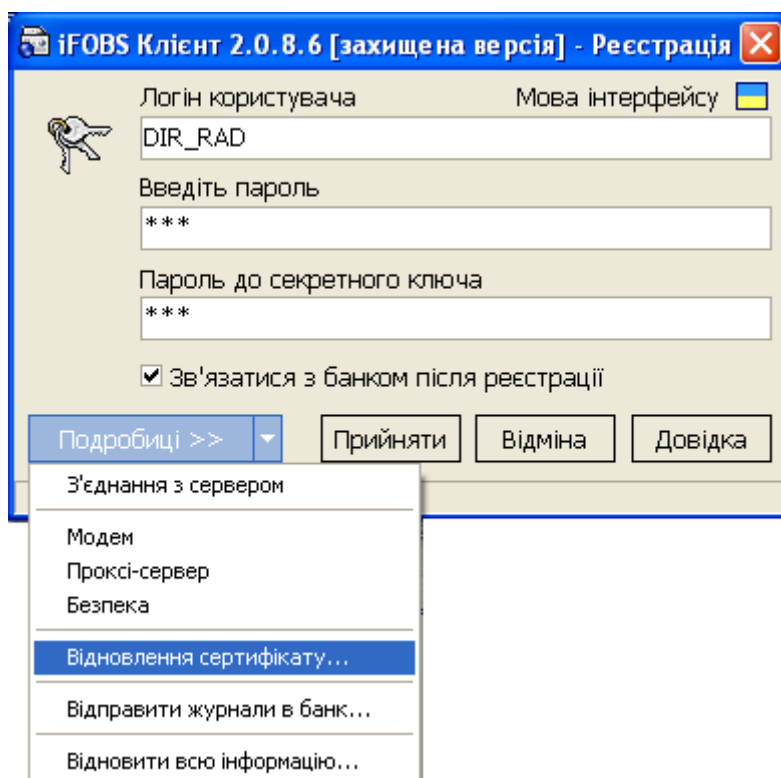 iFOBS Клієнт 2.0.8.6 [захищена версія] - Реєстрація
Логін користувача Мова інтерфейсу
DIR_RAD
Введіть пароль
***
Пароль до секретного ключа
***
Зв'язатися з банком після реєстрації
Подробиці >> Прийняти Відміна Довідка
З'єднання з сервером
Модем
Проксі-сервер
Безпека
Відновлення сертифікату...
Відправити журнали в банк...
Відновити всю інформацію...